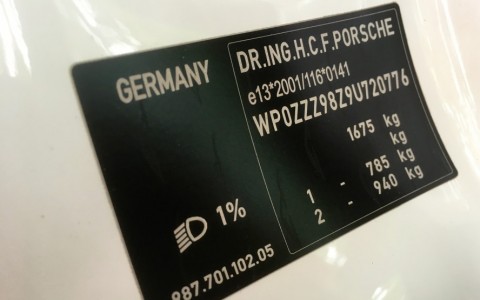 GERMANY
DR.ING.H.C.F.PORSCHE
e13*2001/116*0141
WP0ZZZ98Z9U720776
1675 kg
kg
1 - 785 kg
2 - 940 kg
1%
987.701.102.05